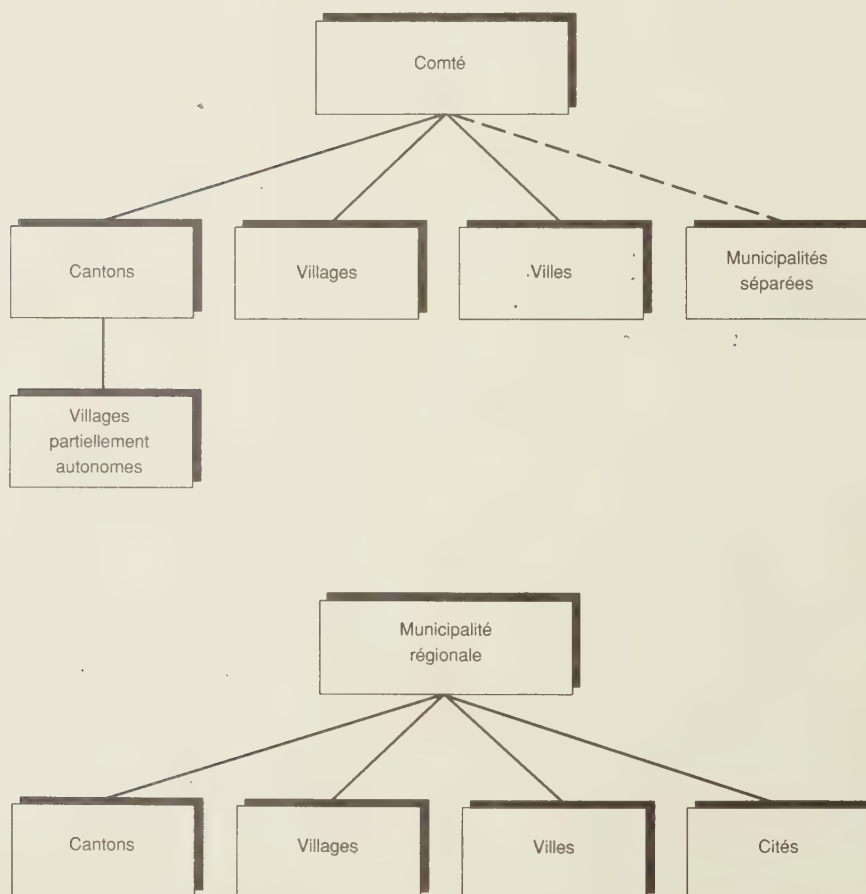 Comté
Cantons
Villages
Villes
Municipalités
séparées
Villages
partiellement
autonomes
Municipalité
régionale
Cantons
Villages
Villes
Cités